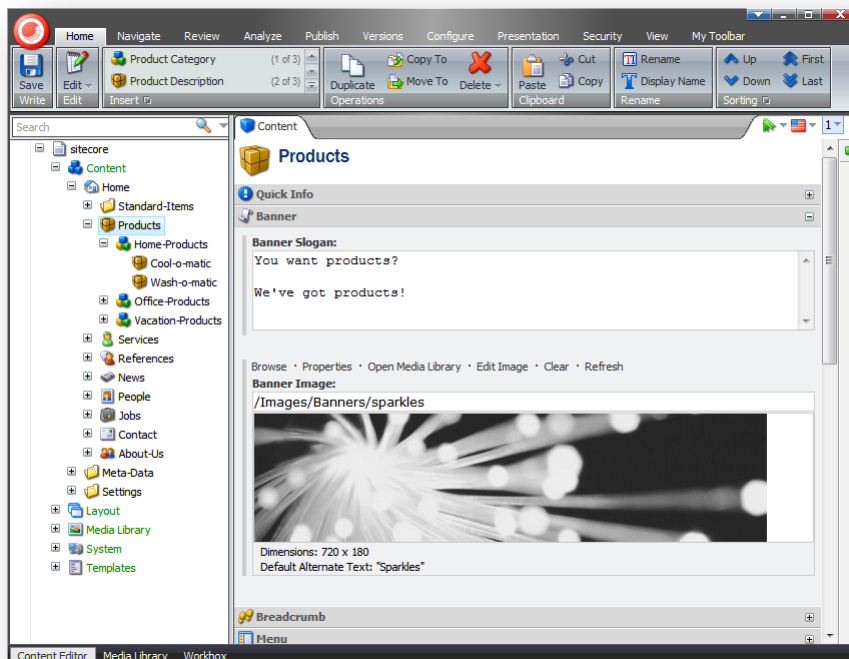 Home Navigate Review Analyze Publish Versions Configure Presentation Security View My Toolbar
Save
Write
Edit
Edit
Product Category (1 of 3)
Product Description (2 of 3)
Insert
Duplicate
Copy To
Move To
Delete
Operations
Paste
Cut
Copy
Clipboard
Rename
Display Name
Rename
Up
Down
First
Last
Sorting
Search
sitecore
Content
Home
Standard-Items
Products
Home-Products
Cool-o-matic
Wash-o-matic
Office-Products
Vacation-Products
Services
References
News
People
Jobs
Contact
About-Us
Meta-Data
Settings
Layout
Media Library
System
Templates
Content
1
Products
Quick Info
Banner
Banner Slogan:
You want products?
We've got products!
Browse · Properties · Open Media Library · Edit Image · Clear · Refresh
Banner Image:
/Images/Banners/sparkles
Dimensions: 720 x 180
Default Alternate Text: "Sparkles"
Breadcrumb
Menu
Content Editor Media Library Workbox